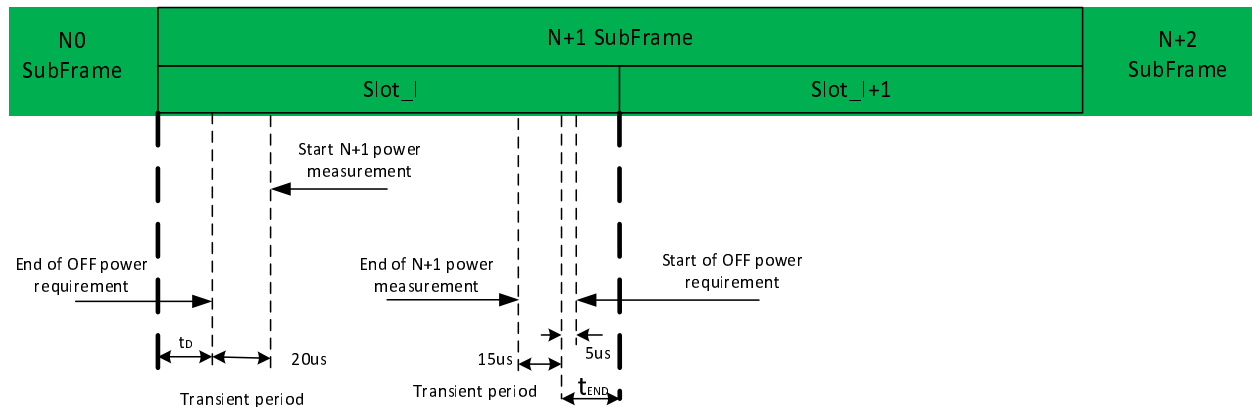 N0
SubFrame
N+1 SubFrame
N+2
SubFrame
Slot_I
Slot_I+1
Start N+1 power
measurement
End of OFF power
requirement
End of N+1 power
measurement
Start of OFF power
requirement
tD
20us
15us
5us
Transient period
Transient period
tEND